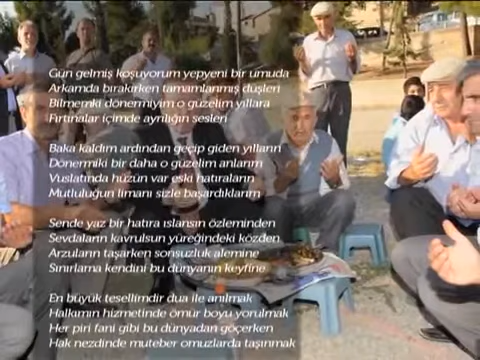 Gün gelmiş koşuyorum yepyeni bir umuda
Arkamda bırakırken tamamlanmış düşleri
Bilmemki dönermiyim o güzelim yıllara
Fırtınalar içimde ayrılığın sesleri
Baka kaldım ardından geçip giden yılların
Dönermiki bir daha o güzelim anlarım
Vuslatında hüzün var eski hatıraların
Mutluluğun limanı sizle başardıklarım
Sende yaz bir hatıra ıslansın özleminden
Sevdaların kavrulsun yüreğindeki közden
Arzuların taşarken sonsuzluk alemine
Sınırlama kendini bu dünyanın keyfine
En büyük tesellimdir dua ile anılmak
Halkımın hizmetinde ömür boyu yorulmak
Her piri fani gibi bu dünyadan göçerken
Hak nezdinde muteber omuzlarda taşınmak